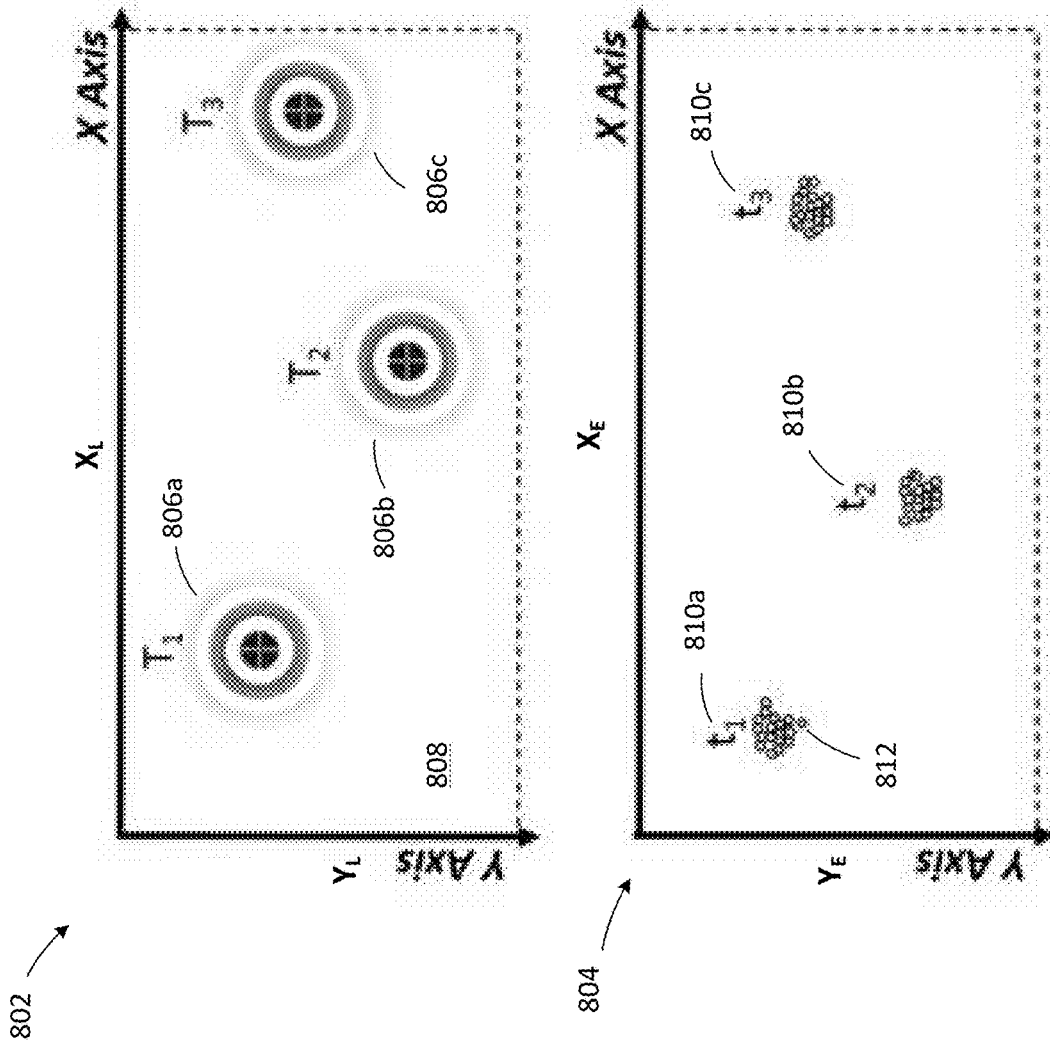 802
X_L
X Axis
T_1
806a
T_2
806b
T_3
806c
808
Y_L
Y Axis
804
X_E
X Axis
t_1
810a
812
t_2
810b
t_3
810c
Y_E
Y Axis